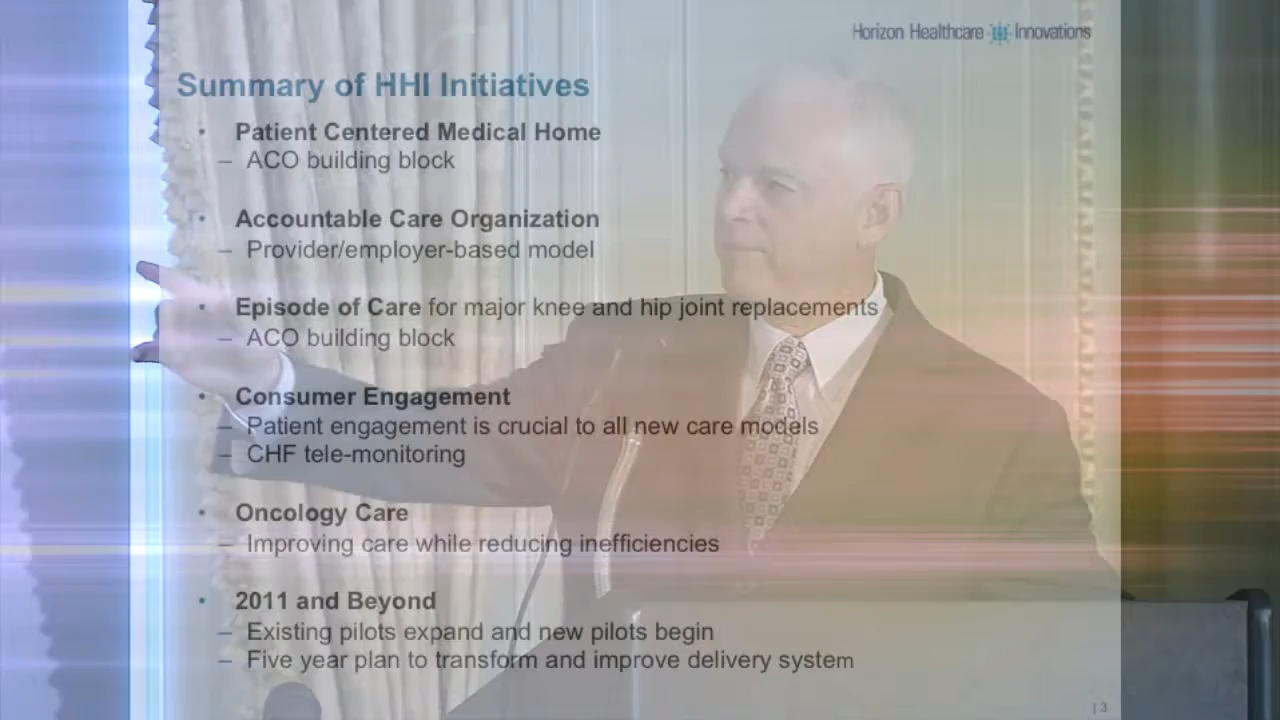 Horizon Healthcare Innovations
Summary of HHI Initiatives
• Patient Centered Medical Home
– ACO building block
• Accountable Care Organization
– Provider/employer-based model
• Episode of Care for major knee and hip joint replacements
– ACO building block
• Consumer Engagement
– Patient engagement is crucial to all new care models
– CHF tele-monitoring
• Oncology Care
– Improving care while reducing inefficiencies
• 2011 and Beyond
– Existing pilots expand and new pilots begin
– Five year plan to transform and improve delivery system
| 3